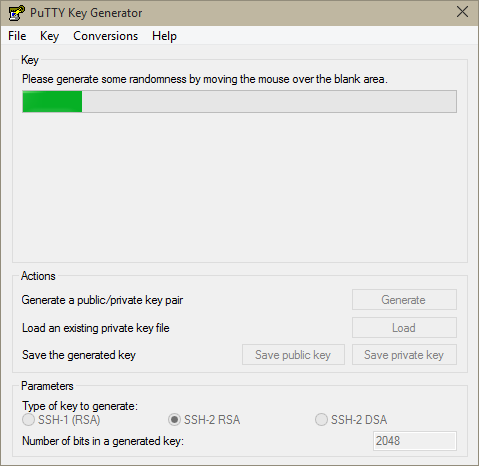 PuTTY Key Generator
File Key Conversions Help
Key
Please generate some randomness by moving the mouse over the blank area.
Actions
Generate a public/private key pair Generate
Load an existing private key file Load
Save the generated key Save public key Save private key
Parameters
Type of key to generate:
SSH-1 (RSA) SSH-2 RSA SSH-2 DSA
Number of bits in a generated key: 2048